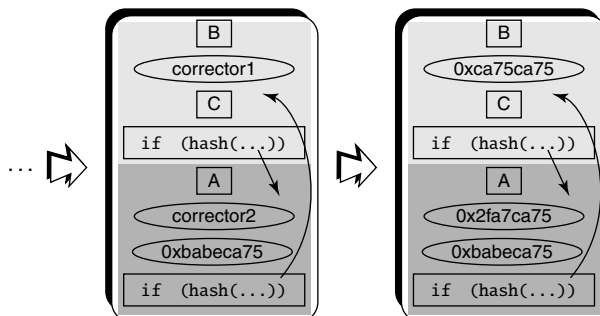 ...
B
corrector1
C
if (hash(...))
A
corrector2
0xbabeca75
if (hash(...))
B
0xca75ca75
C
if (hash(...))
A
0x2fa7ca75
0xbabeca75
if (hash(...))